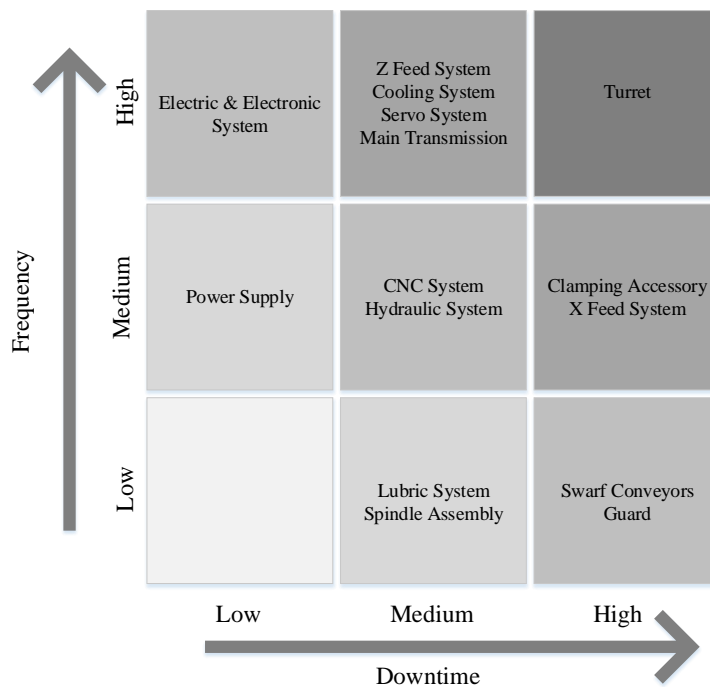 Frequency
High
Electric & Electronic
System
Z Feed System
Cooling System
Servo System
Main Transmission
Turret
Medium
Power Supply
CNC System
Hydraulic System
Clamping Accessory
X Feed System
Low
Lubric System
Spindle Assembly
Swarf Conveyors
Guard
Low
Medium
High
Downtime